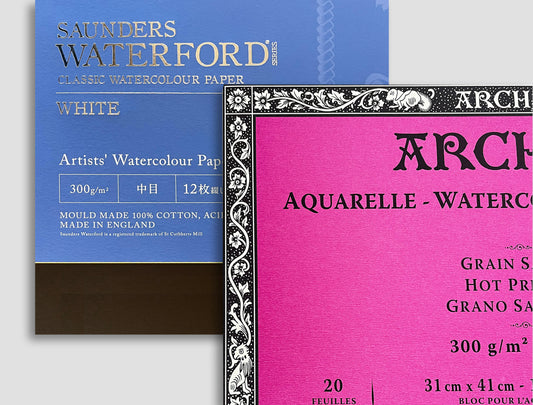 SAUNDERS
WATERFORD®
SERIES
CLASSIC WATERCOLOUR PAPER
WHITE
Artists' Watercolour Pap
300g/m² 中目 12枚綴
MOULD MADE 100% COTTON, ACI
MADE IN ENGLAND
Saunders Waterford is a registered trademark of St Cuthberts Mill
ARCH
ARCH
AQUARELLE - WATERCO
GRAIN S
HOT PRE
GRANO SA
300 g/m²
20
FEUILLES
31 cm x 41 cm -
BLOC POUR L'A